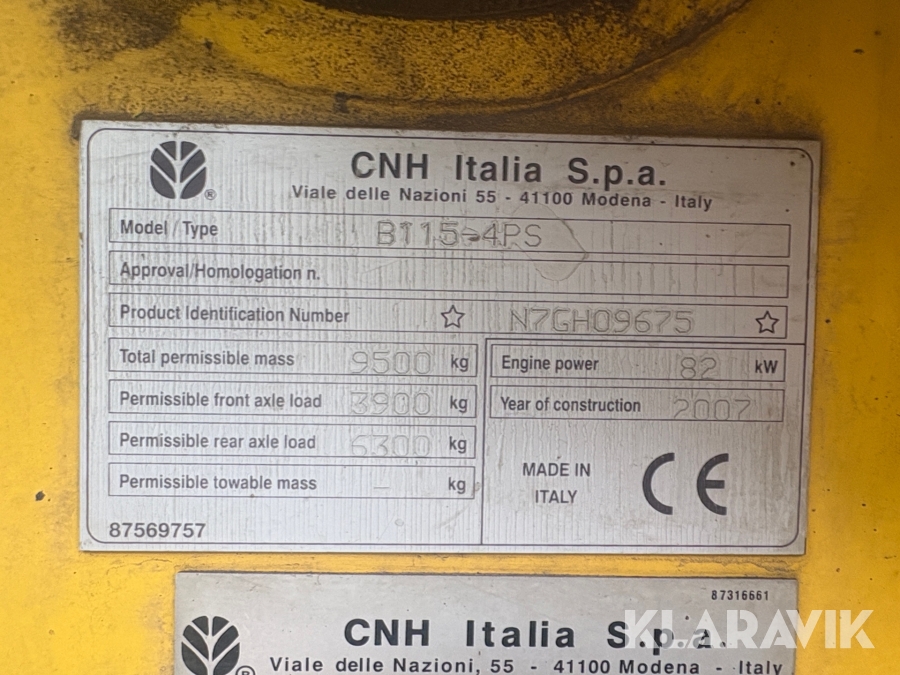 CNH Italia S.p.a.
Viale delle Nazioni 55 - 41100 Modena - Italy
Model / Type B115-4PS
Approval/Homologation n.
Product Identification Number ☆ N7GH09675 ☆
Total permissible mass 9500 kg
Engine power 82 kW
Permissible front axle load 3900 kg
Year of construction 2007
Permissible rear axle load 6300 kg
Permissible towable mass - kg
MADE IN
ITALY
CE
87569757
87316661
CNH Italia S.p.a.
Viale delle Nazioni, 55 - 41100 Modena - Italy
KLARAVIK